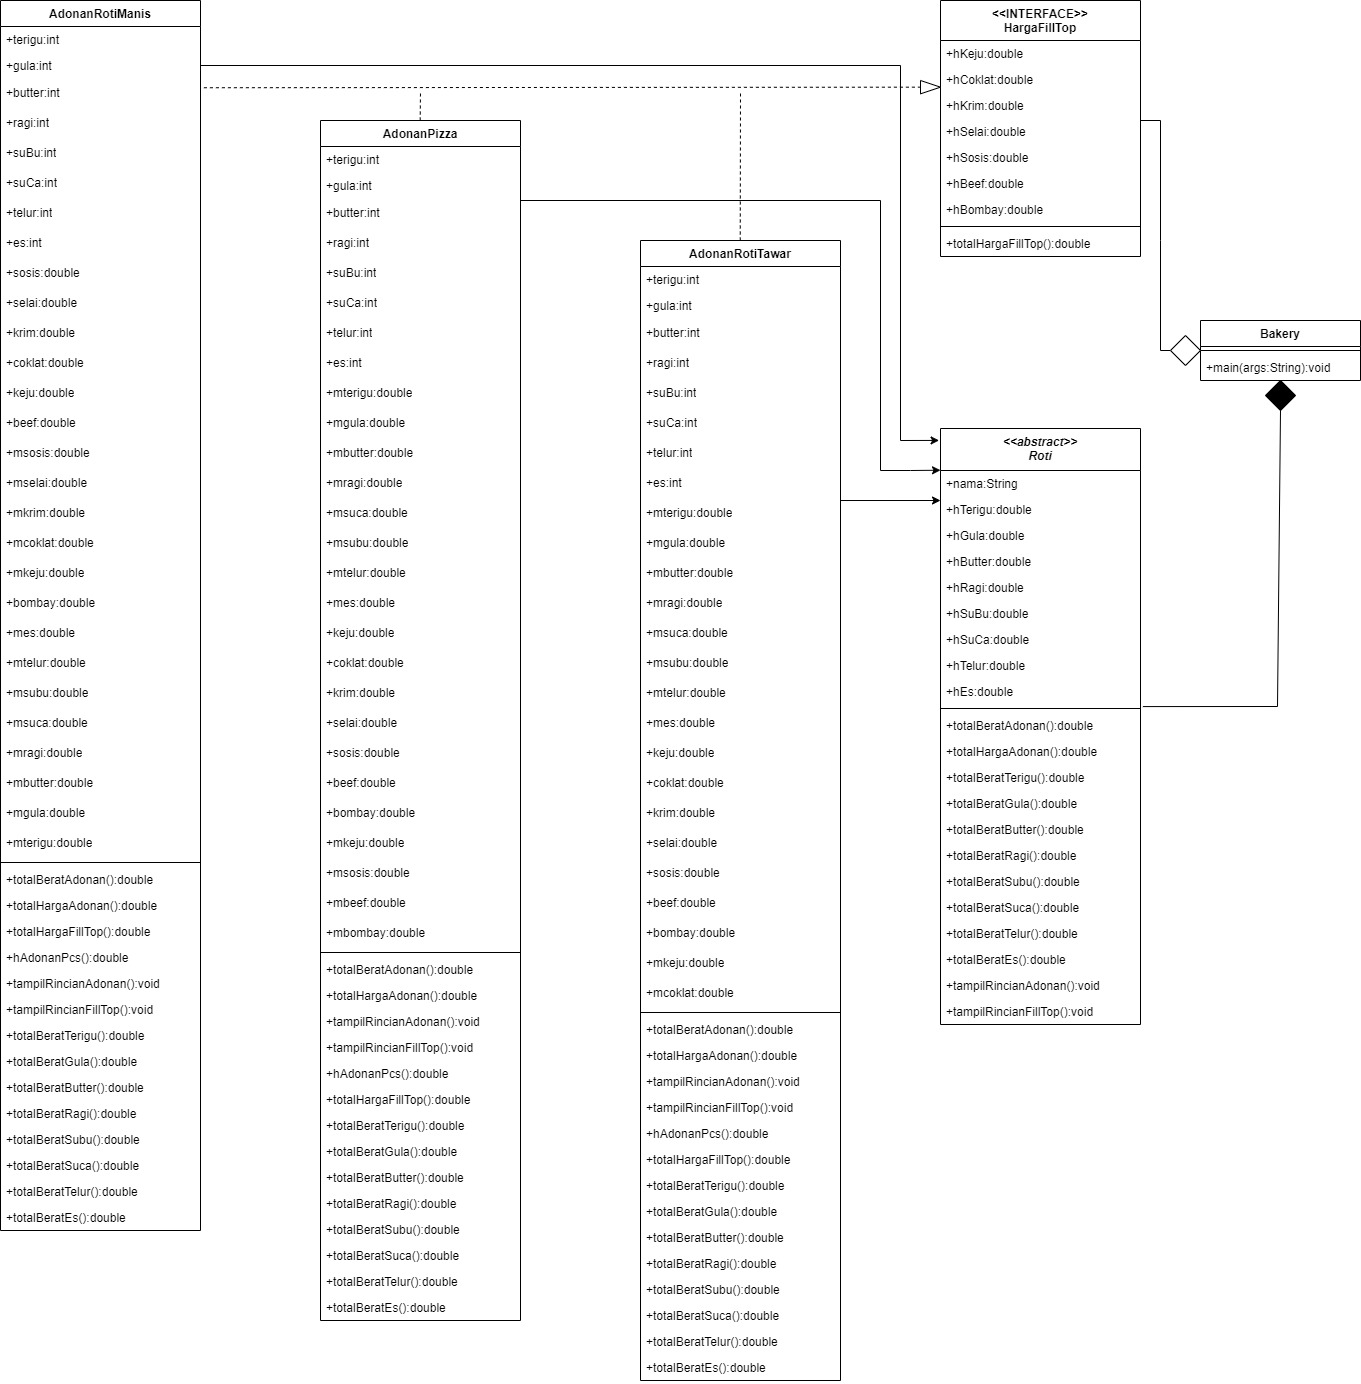 AdonanRotiManis
+terigu:int
+gula:int
+butter:int
+ragi:int
+suBu:int
+suCa:int
+telur:int
+es:int
+sosis:double
+selai:double
+krim:double
+coklat:double
+keju:double
+beef:double
+msosis:double
+mselai:double
+mkrim:double
+mcoklat:double
+mkeju:double
+bombay:double
+mes:double
+mtelur:double
+msubu:double
+msuca:double
+mragi:double
+mbutter:double
+mgula:double
+mterigu:double
+totalBeratAdonan():double
+totalHargaAdonan():double
+totalHargaFillTop():double
+hAdonanPcs():double
+tampilRincianAdonan():void
+tampilRincianFillTop():void
+totalBeratTerigu():double
+totalBeratGula():double
+totalBeratButter():double
+totalBeratRagi():double
+totalBeratSubu():double
+totalBeratSuca():double
+totalBeratTelur():double
+totalBeratEs():double
AdonanPizza
+terigu:int
+gula:int
+butter:int
+ragi:int
+suBu:int
+suCa:int
+telur:int
+es:int
+mterigu:double
+mgula:double
+mbutter:double
+mragi:double
+msuca:double
+msubu:double
+mtelur:double
+mes:double
+keju:double
+coklat:double
+krim:double
+selai:double
+sosis:double
+beef:double
+bombay:double
+mkeju:double
+msosis:double
+mbeef:double
+mbombay:double
+totalBeratAdonan():double
+totalHargaAdonan():double
+tampilRincianAdonan():void
+tampilRincianFillTop():void
+hAdonanPcs():double
+totalHargaFillTop():double
+totalBeratTerigu():double
+totalBeratGula():double
+totalBeratButter():double
+totalBeratRagi():double
+totalBeratSubu():double
+totalBeratSuca():double
+totalBeratTelur():double
+totalBeratEs():double
AdonanRotiTawar
+terigu:int
+gula:int
+butter:int
+ragi:int
+suBu:int
+suCa:int
+telur:int
+es:int
+mterigu:double
+mgula:double
+mbutter:double
+mragi:double
+msuca:double
+msubu:double
+mtelur:double
+mes:double
+keju:double
+coklat:double
+krim:double
+selai:double
+sosis:double
+beef:double
+bombay:double
+mkeju:double
+mcoklat:double
+totalBeratAdonan():double
+totalHargaAdonan():double
+tampilRincianAdonan():void
+tampilRincianFillTop():void
+hAdonanPcs():double
+totalHargaFillTop():double
+totalBeratTerigu():double
+totalBeratGula():double
+totalBeratButter():double
+totalBeratRagi():double
+totalBeratSubu():double
+totalBeratSuca():double
+totalBeratTelur():double
+totalBeratEs():double
<<INTERFACE>>
HargaFillTop
+hKeju:double
+hCoklat:double
+hKrim:double
+hSelai:double
+hSosis:double
+hBeef:double
+hBombay:double
+totalHargaFillTop():double
Bakery
+main(args:String):void
<<abstract>>
Roti
+nama:String
+hTerigu:double
+hGula:double
+hButter:double
+hRagi:double
+hSuBu:double
+hSuCa:double
+hTelur:double
+hEs:double
+totalBeratAdonan():double
+totalHargaAdonan():double
+totalBeratTerigu():double
+totalBeratGula():double
+totalBeratButter():double
+totalBeratRagi():double
+totalBeratSubu():double
+totalBeratSuca():double
+totalBeratTelur():double
+totalBeratEs():double
+tampilRincianAdonan():void
+tampilRincianFillTop():void